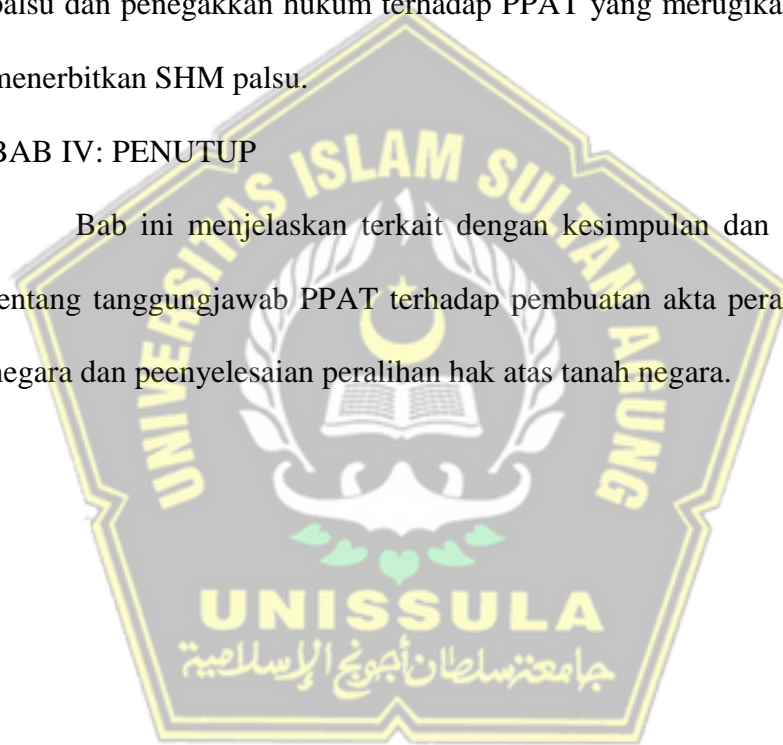 palsu dan penegakkan hukum terhadap PPAT yang merugika
menerbitkan SHM palsu.
BAB IV: PENUTUP
Bab ini menjelaskan terkait dengan kesimpulan dan
tentang tanggungjawab PPAT terhadap pembuatan akta pera
negara dan peenyelesaian peralihan hak atas tanah negara.
UNIVERSITAS ISLAM SULTAN AGUNG
UNISSULA
جامعة سلطان أجونج الإسلامية